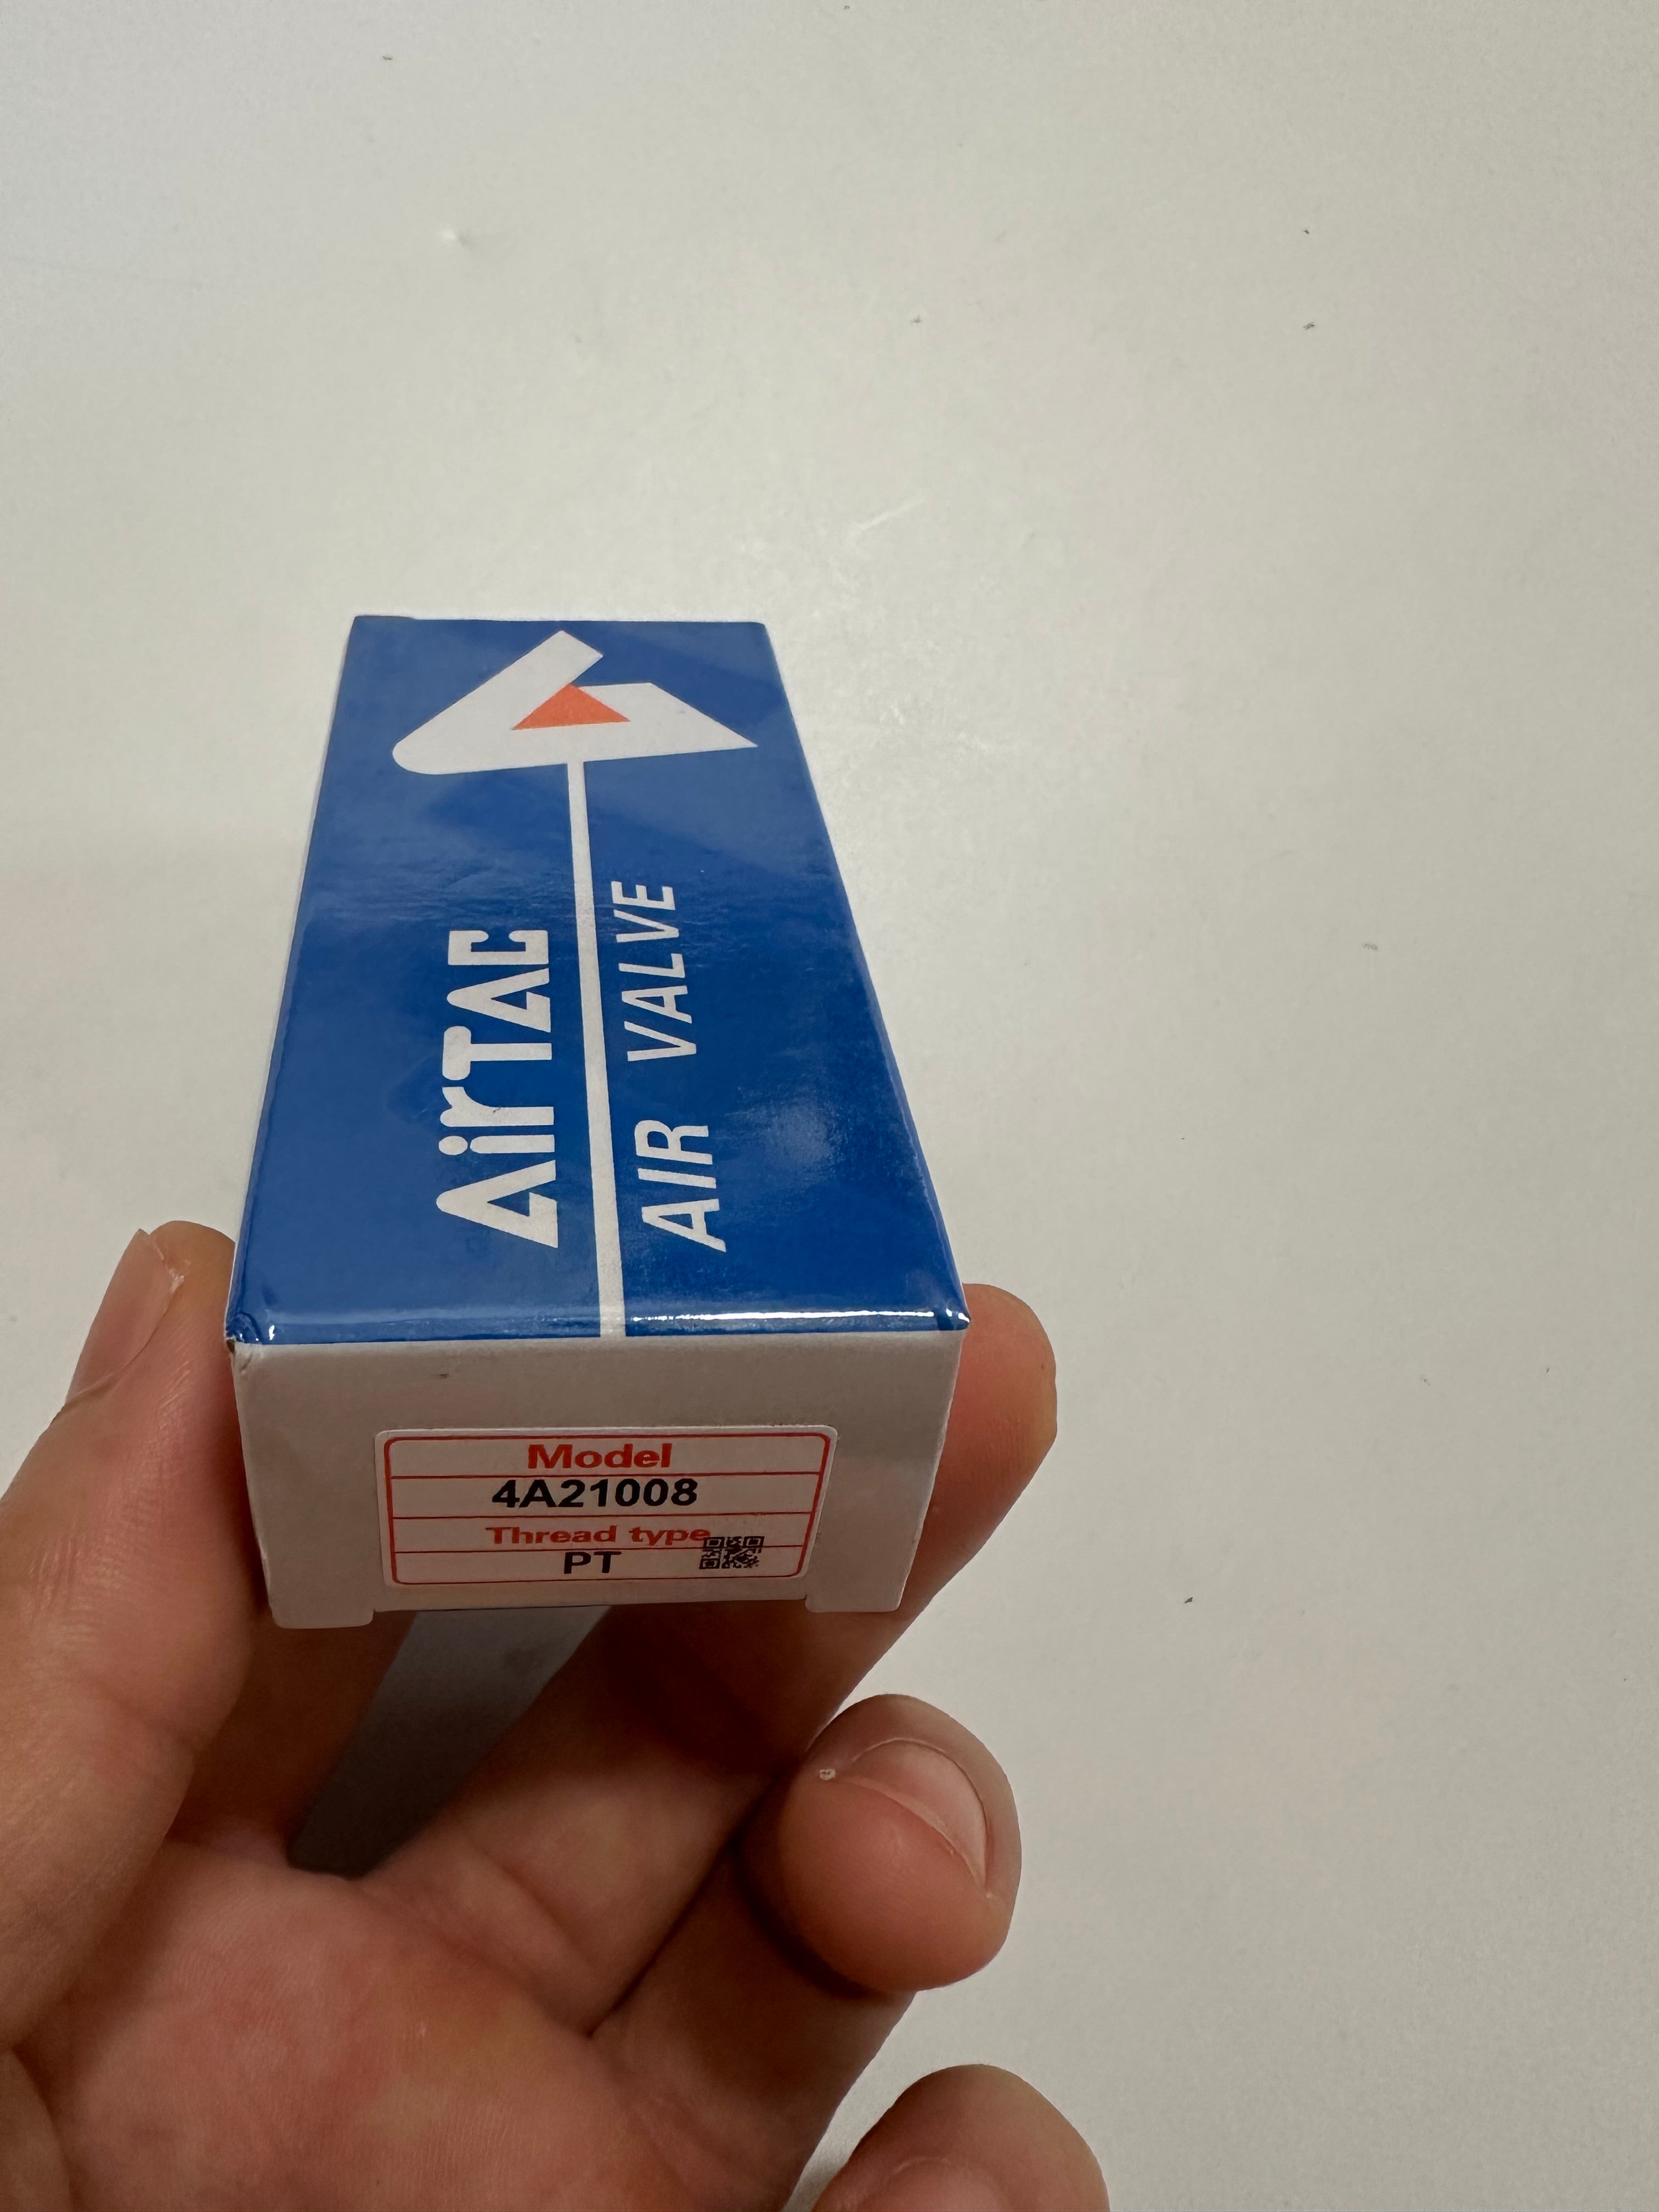 AirTAC
AIR VALVE
Model
4A21008
Thread type
PT